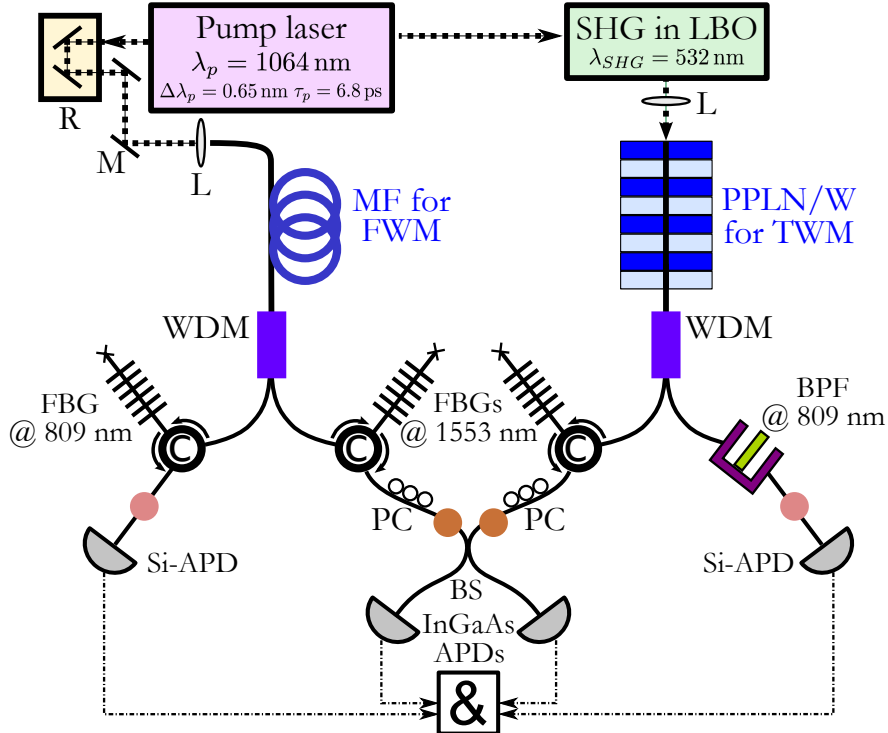 Pump laser
λp = 1064 nm
Δλp = 0.65 nm τp = 6.8 ps
SHG in LBO
λSHG = 532 nm
R
M
L
L
MF for
FWM
PPLN/W
for TWM
WDM
WDM
FBG
@ 809 nm
FBGs
@ 1553 nm
BPF
@ 809 nm
C
C
C
PC
PC
Si-APD
BS
Si-APD
InGaAs
APDs
&